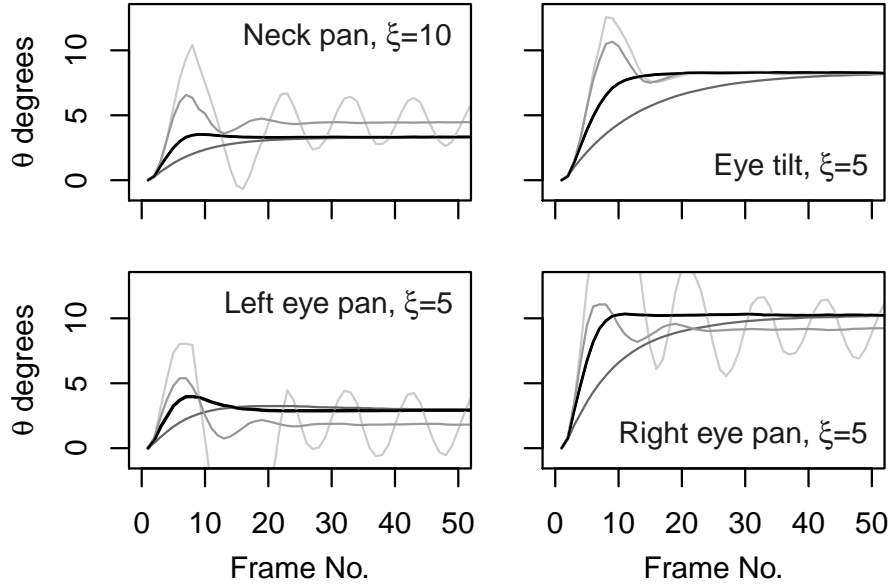 Neck pan, ξ=10
θ degrees
0 5 10
Eye tilt, ξ=5
Left eye pan, ξ=5
θ degrees
0 5 10
Right eye pan, ξ=5
0 10 20 30 40 50
0 10 20 30 40 50
Frame No.
Frame No.